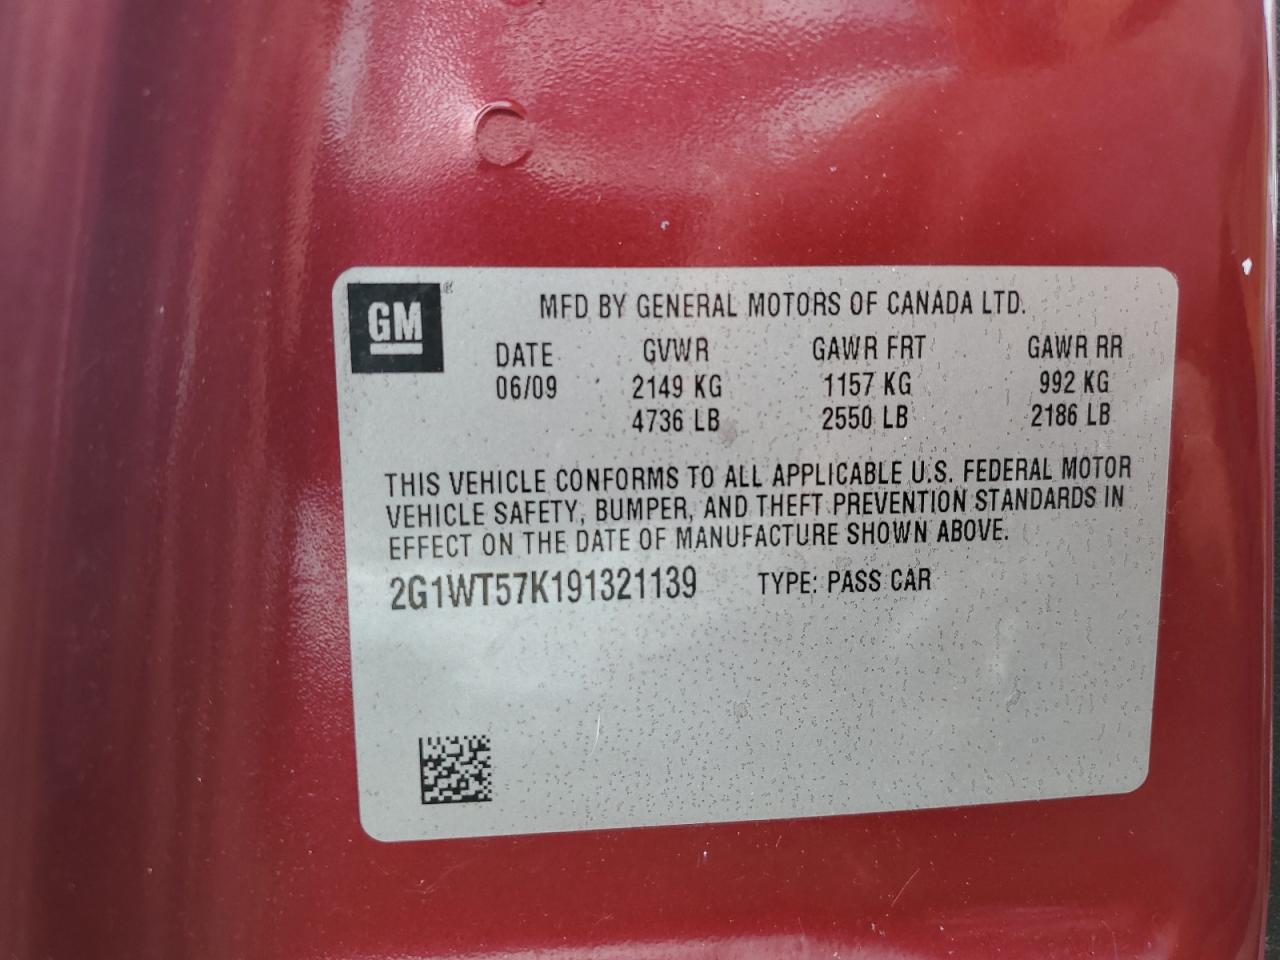 GM®
MFD BY GENERAL MOTORS OF CANADA LTD.
DATE GVWR GAWR FRT GAWR RR
06/09 2149 KG 1157 KG 992 KG
4736 LB 2550 LB 2186 LB
THIS VEHICLE CONFORMS TO ALL APPLICABLE U.S. FEDERAL MOTOR
VEHICLE SAFETY, BUMPER, AND THEFT PREVENTION STANDARDS IN
EFFECT ON THE DATE OF MANUFACTURE SHOWN ABOVE.
2G1WT57K191321139 TYPE: PASS CAR